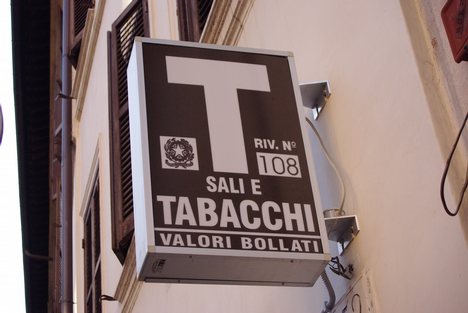 T
RIV. Nº
108
SALI E
TABACCHI
VALORI BOLLATI